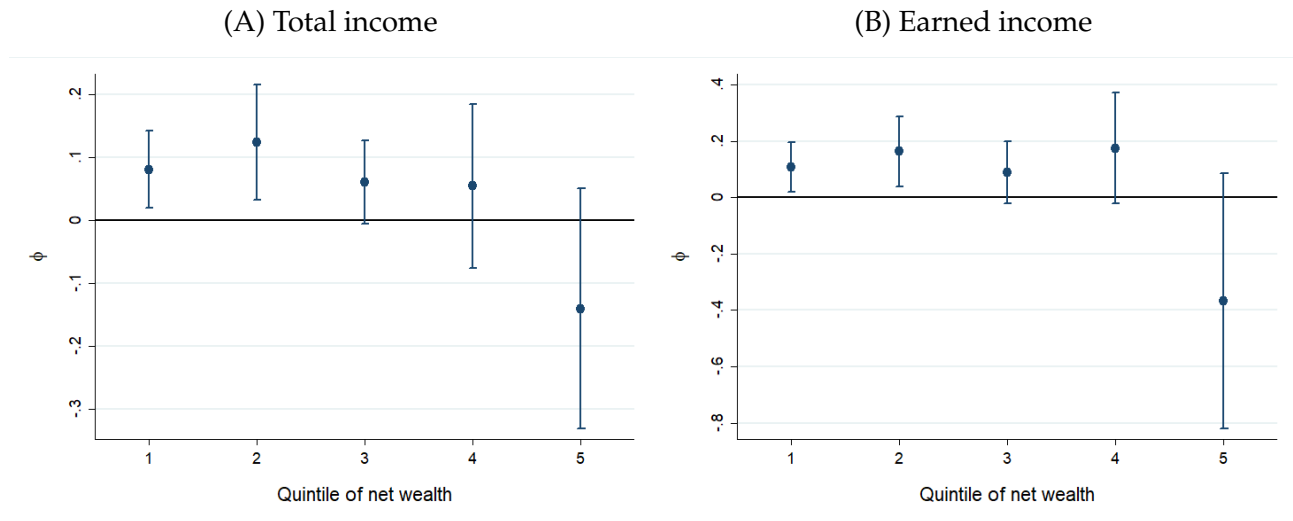 (A) Total income
.2
.1
0
-.1
-.2
-.3
ϕ
1 2 3 4 5
Quintile of net wealth
(B) Earned income
.4
.2
0
-.2
-.4
-.6
-.8
ϕ
1 2 3 4 5
Quintile of net wealth